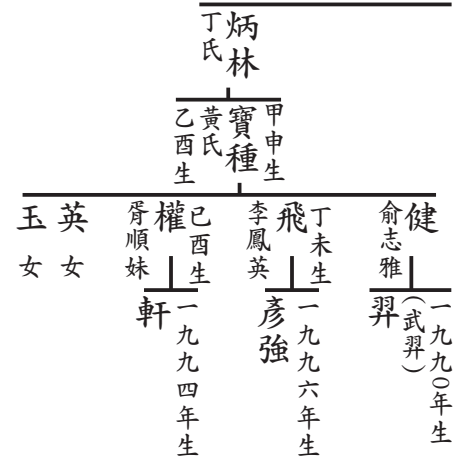 炳林
丁氏
甲申生
寶種
黃氏
乙酉生
健
俞志雅
丁未生
飛
李鳳英
已酉生
權
胥順妹
英女
玉女
一九九0年生
(武羿)
羿
一九九六年生
彥強
一九九四年生
軒